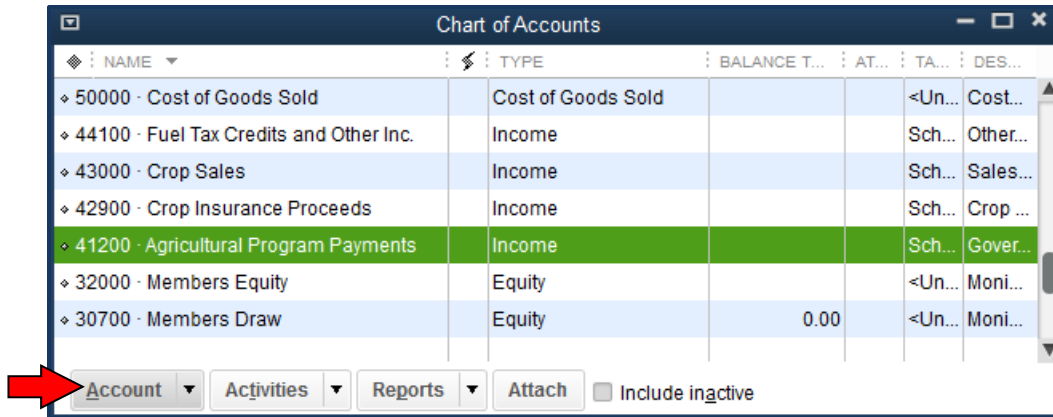 Chart of Accounts
NAME TYPE BALANCE T... AT... TA... DES...
50000 · Cost of Goods Sold Cost of Goods Sold <Un... Cost...
44100 · Fuel Tax Credits and Other Inc. Income Sch... Other...
43000 · Crop Sales Income Sch... Sales...
42900 · Crop Insurance Proceeds Income Sch... Crop ...
41200 · Agricultural Program Payments Income Sch... Gover...
32000 · Members Equity Equity <Un... Moni...
30700 · Members Draw Equity 0.00 <Un... Moni...
Account Activities Reports Attach Include inactive